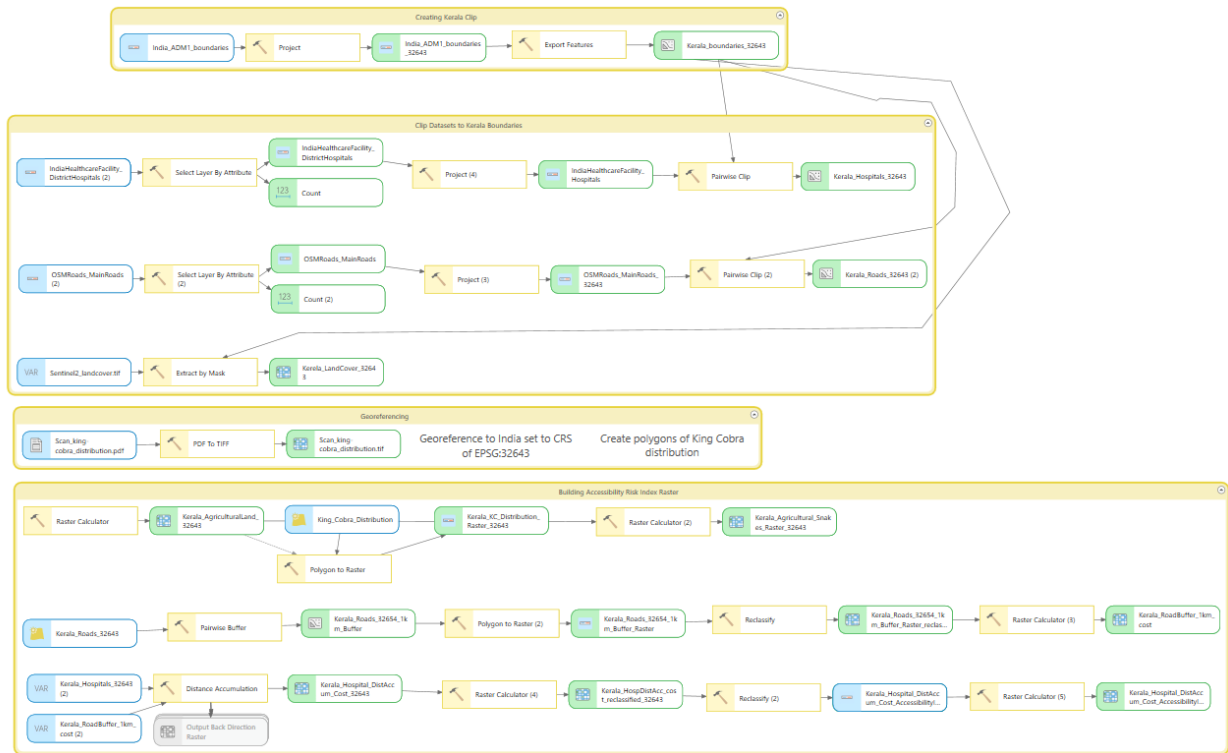 Creating Kerala Clip
India_ADM1_boundaries
Project
India_ADM1_boundaries
_32643
Export Features
Kerala_boundaries_32643
Clip Datasets to Kerala Boundaries
IndiaHealthcareFacility_
DistrictHospitals (2)
Select Layer By Attribute
IndiaHealthcareFacility_
DistrictHospitals
123
Count
Project (4)
IndiaHealthcareFacility_
Hospitals
Pairwise Clip
Kerala_Hospitals_32643
OSMRoads_MainRoads
(2)
Select Layer By Attribute
(2)
OSMRoads_MainRoads
123
Count (2)
Project (3)
OSMRoads_MainRoads_
32643
Pairwise Clip (2)
Kerala_Roads_32643 (2)
VAR
Sentinel2_landcover.tif
Extract by Mask
Kerela_LandCover_3264
3
Georeferencing
Scan_king-
cobra_distribution.pdf
PDF To TIFF
Scan_king-
cobra_distribution.tif
Georeference to India set to CRS
of EPSG:32643
Create polygons of King Cobra
distribution
Building Accessibility Risk Index Raster
Raster Calculator
Kerala_AgriculturalLand_
32643
King_Cobra_Distribution
Kerala_KC_Distribution_
Raster_32643
Raster Calculator (2)
Kerala_Agricultural_Snak
es_Raster_32643
Polygon to Raster
Kerala_Roads_32643
Pairwise Buffer
Kerala_Roads_32654_1k
m_Buffer
Polygon to Raster (2)
Kerala_Roads_32654_1k
m_Buffer_Raster
Reclassify
Kerala_Roads_32654_1k
m_Buffer_Raster_reclas...
Raster Calculator (3)
Kerala_RoadBuffer_1km_
cost
VAR
Kerala_Hospitals_32643
(2)
Distance Accumulation
Kerala_Hospital_DistAcc
um_Cost_32643
Raster Calculator (4)
Kerala_HospDistAcc_cos
t_reclassified_32643
Reclassify (2)
Kerala_Hospital_DistAcc
um_Cost_AccessibilityI...
Raster Calculator (5)
Kerala_Hospital_DistAcc
um_Cost_AccessibilityI...
VAR
Kerala_RoadBuffer_1km_
cost (2)
Output Back Direction
Raster